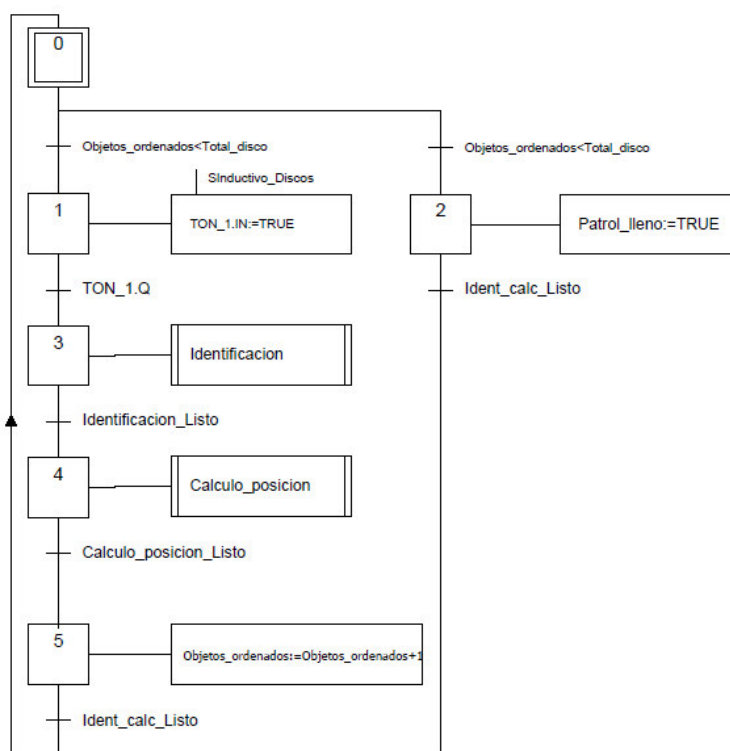 0
Objetos_ordenados<Total_disco
Objetos_ordenados<Total_disco
SInductivo_Discos
1
TON_1.IN:=TRUE
2
Patrol_lleno:=TRUE
TON_1.Q
Ident_calc_Listo
3
Identificacion
Identificacion_Listo
4
Calculo_posicion
Calculo_posicion_Listo
5
Objetos_ordenados:=Objetos_ordenados+1
Ident_calc_Listo